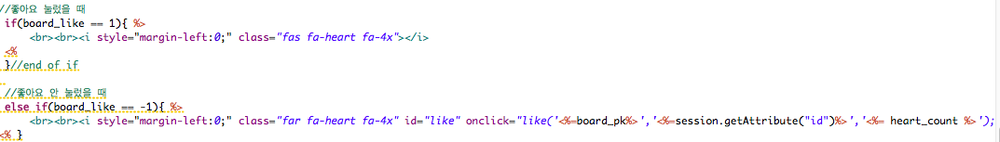 //좋아요 눌렀을 때
if(board_like == 1){ %>
<br><br><i style="margin-left:0;" class="fas fa-heart fa-4x"></i>
<%
}//end of if
//좋아요 안 눌렀을 때
else if(board_like == -1){ %>
<br><br><i style="margin-left:0;" class="far fa-heart fa-4x" id="like" onclick="like('<%=board_pk%>','<%=session.getAttribute("id")%>','<%= heart_count %>');
<% }